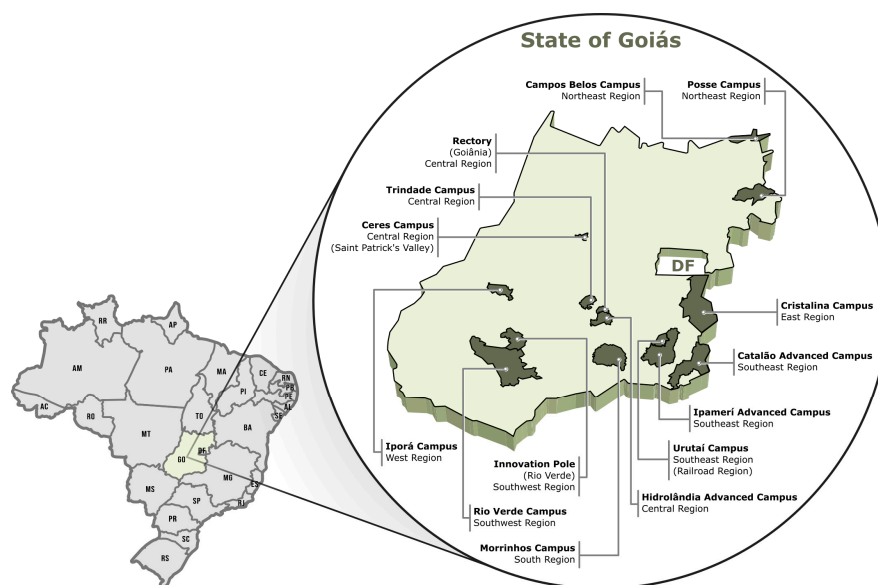 State of Goiás
Campos Belos Campus
Northeast Region
Posse Campus
Northeast Region
Rectory
(Goiânia)
Central Region
Trindade Campus
Central Region
Ceres Campus
Central Region
(Saint Patrick's Valley)
DF
Cristalina Campus
East Region
Catalão Advanced Campus
Southeast Region
Ipamerí Advanced Campus
Southeast Region
Urutaí Campus
Southeast Region
(Railroad Region)
Hidrolândia Advanced Campus
Central Region
Iporá Campus
West Region
Innovation Pole
(Rio Verde)
Southwest Region
Rio Verde Campus
Southwest Region
Morrinhos Campus
South Region
RR
AP
AM
PA
MA
CE
RN
PB
PE
AL
SE
PI
AC
RO
TO
BA
MT
GO
DF
MG
ES
MS
SP
RJ
PR
SC
RS